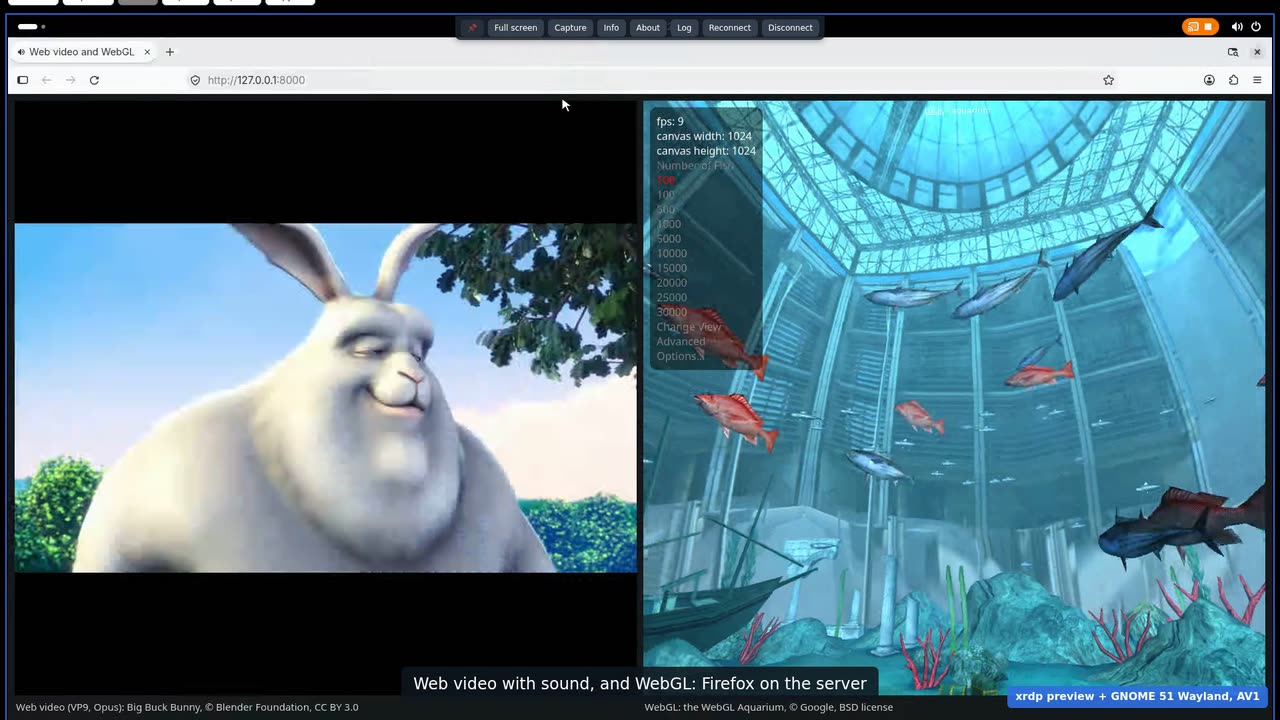 Full screen
Capture
Info
About
Log
Reconnect
Disconnect
Web video and WebGL
http://127.0.0.1:8000
fps: 9
canvas width: 1024
canvas height: 1024
Number of Fish
100
500
1000
5000
10000
15000
20000
25000
30000
Change View
Advanced
Options..
Web video with sound, and WebGL: Firefox on the server
xrdp preview + GNOME 51 Wayland, AV1
Web video (VP9, Opus): Big Buck Bunny, © Blender Foundation, CC BY 3.0
WebGL: the WebGL Aquarium, © Google, BSD license